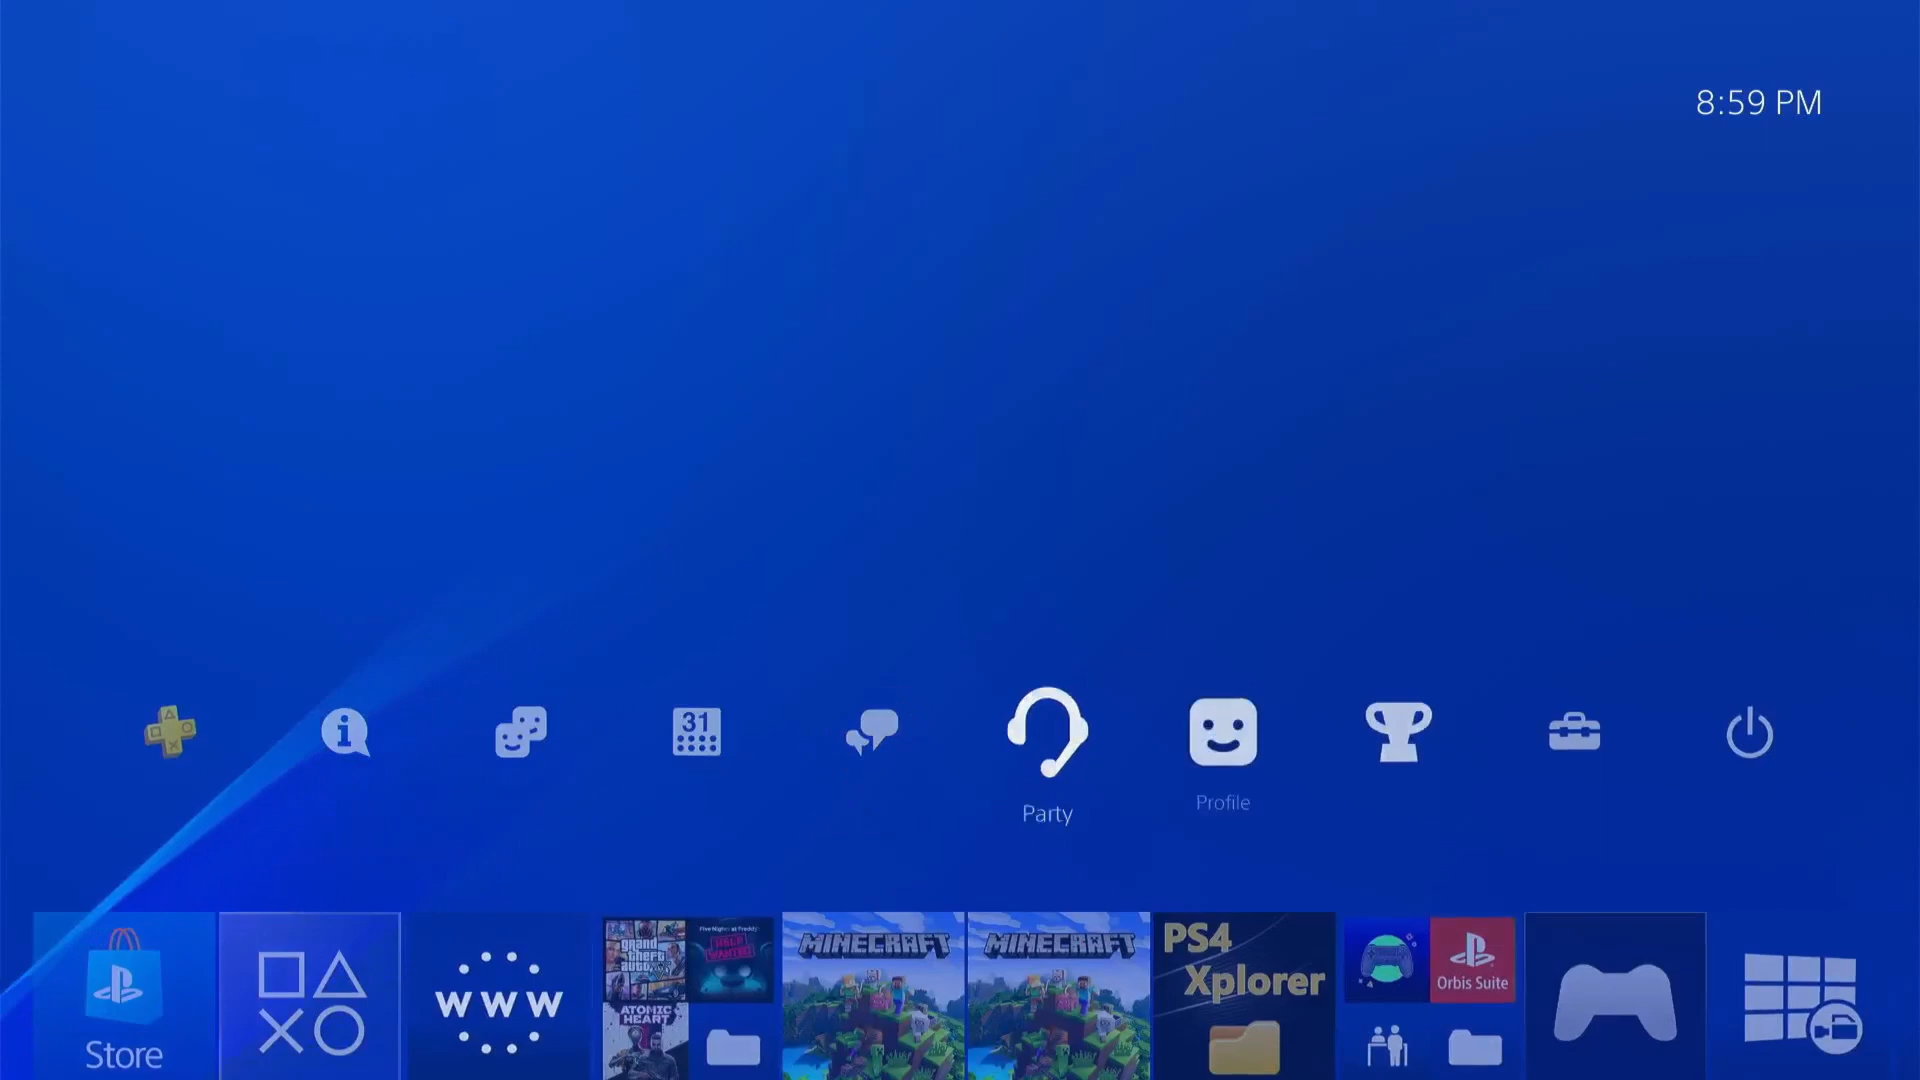 8:59 PM
31
Party
Profile
Store
WWW
grand
theft
auto
Five Nights at Freddy's
HELP
WANTED
ATOMIC
HEART
MINECRAFT
MINECRAFT
PS4
Xplorer
Orbis Suite